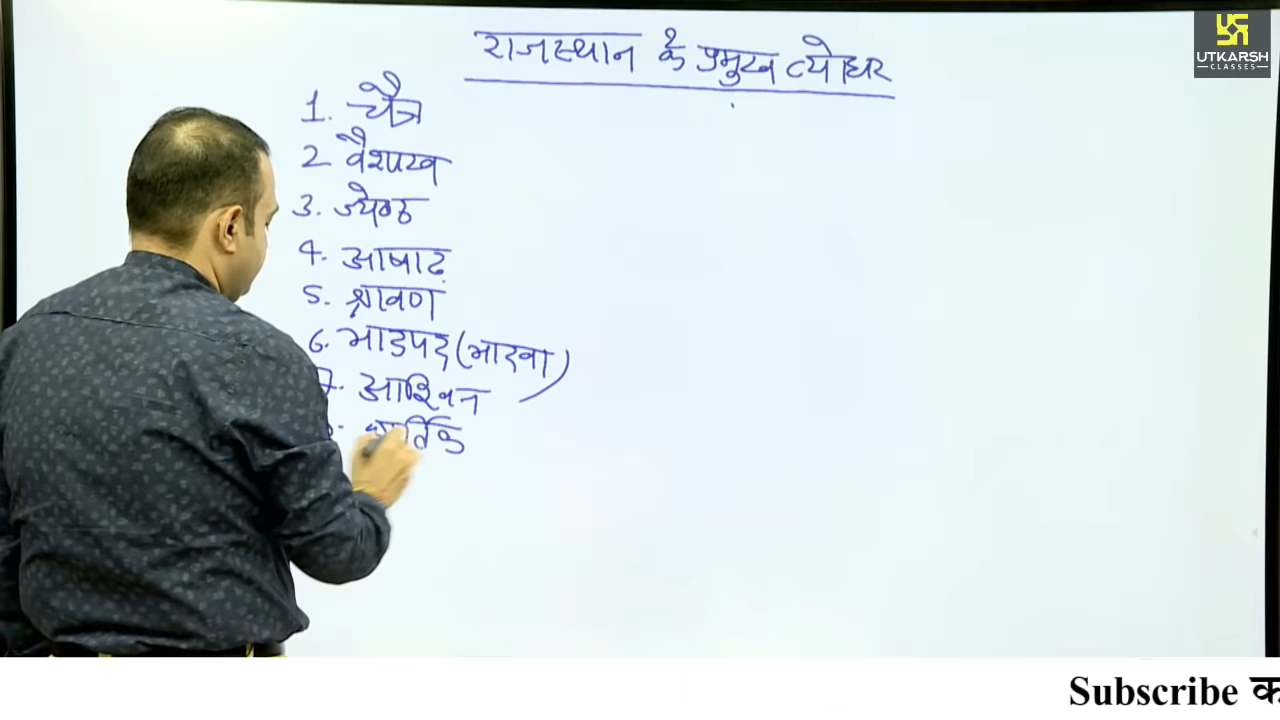 राजस्थान के प्रमुख त्योहार
UTKARSH
CLASSES
1. चैत्र
2 वैशाख
3. ज्येष्ठ
4. आषाढ़
5. श्रावण
6. भाद्रपद (भादवा)
7. आश्विन
कार्तिक
Subscribe क